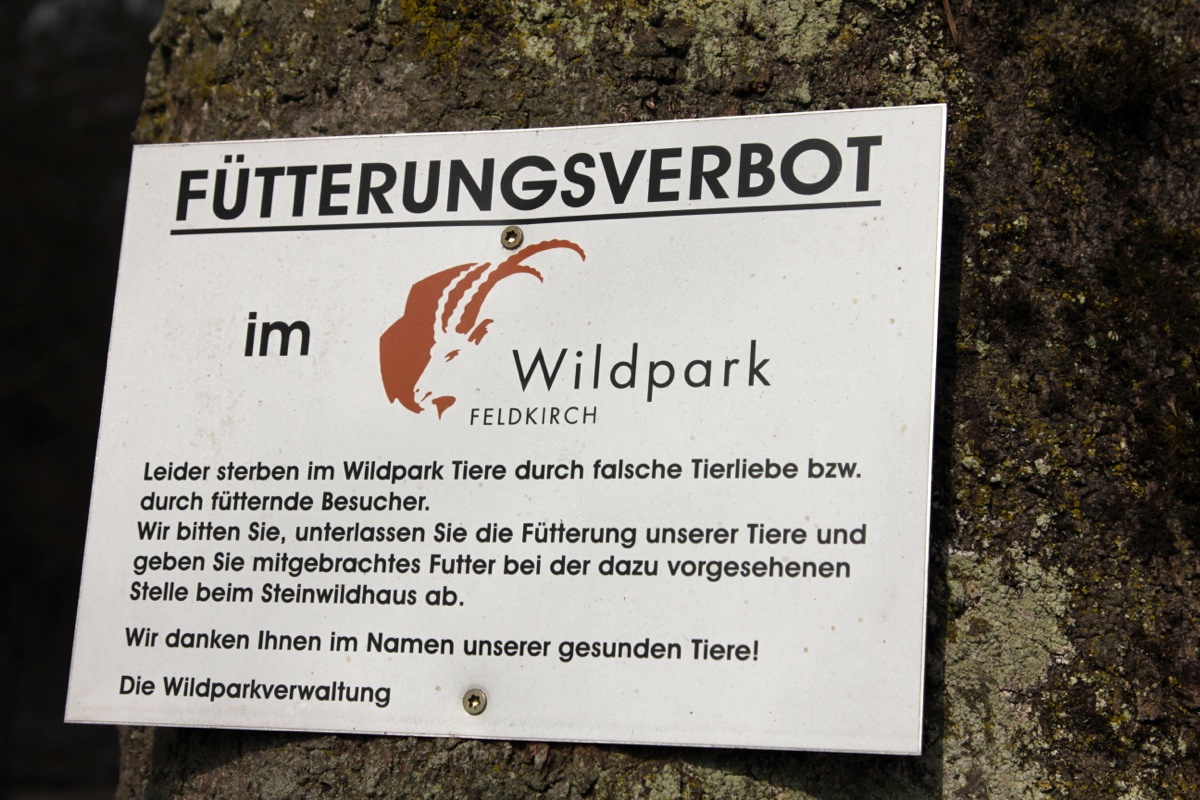 FÜTTERUNGSVERBOT
im
Wildpark
FELDKIRCH
Leider sterben im Wildpark Tiere durch falsche Tierliebe bzw.
durch fütternde Besucher.
Wir bitten Sie, unterlassen Sie die Fütterung unserer Tiere und
geben Sie mitgebrachtes Futter bei der dazu vorgesehenen
Stelle beim Steinwildhaus ab.
Wir danken Ihnen im Namen unserer gesunden Tiere!
Die Wildparkverwaltung